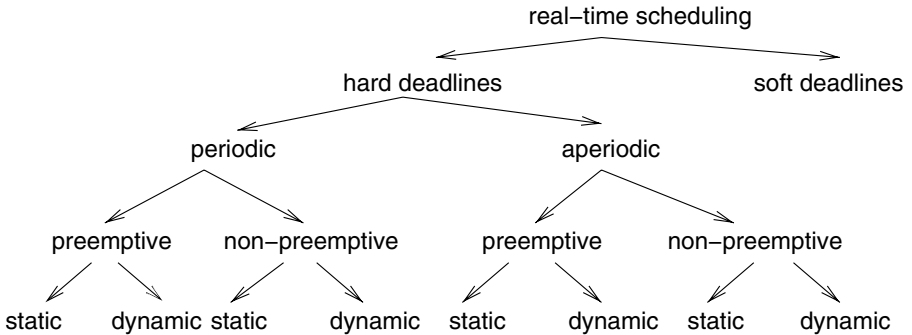 real−time scheduling
hard deadlines soft deadlines
periodic aperiodic
preemptive non−preemptive preemptive non−preemptive
static dynamic static dynamic static dynamic static dynamic